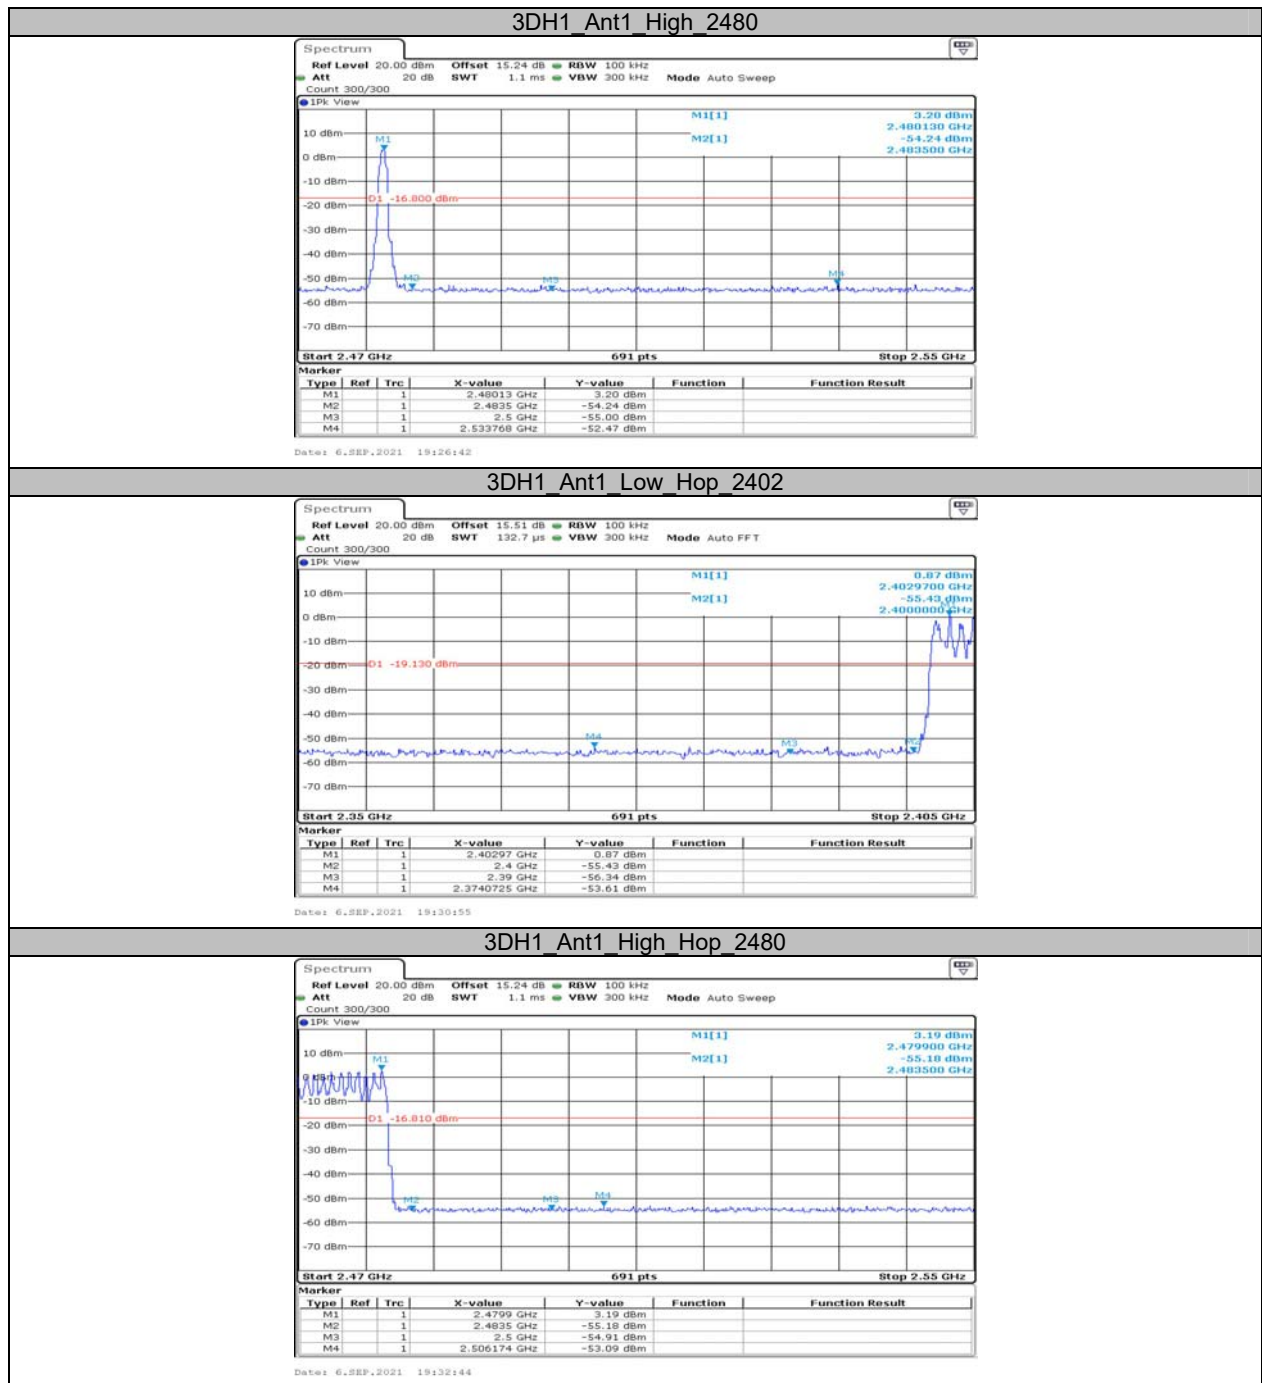 3DH1_Ant1_High_2480
Spectrum
Ref Level 20.00 dBm Offset 15.24 dB RBW 100 kHz
Att 20 dB SWT 1.1 ms VBW 300 kHz Mode Auto Sweep
Count 300/300
1Pk View
M1[1] 3.20 dBm
2.480130 GHz
M2[1] -54.24 dBm
2.483500 GHz
10 dBm
M1
0 dBm
-10 dBm
D1 -16.800 dBm
-20 dBm
-30 dBm
-40 dBm
-50 dBm
M2 M3 M4
-60 dBm
-70 dBm
Start 2.47 GHz 691 pts Stop 2.55 GHz
Marker
Type Ref Trc X-value Y-value Function Function Result
M1 1 2.48013 GHz 3.20 dBm
M2 1 2.4835 GHz -54.24 dBm
M3 1 2.5 GHz -55.00 dBm
M4 1 2.533768 GHz -52.47 dBm
Date: 6.SEP.2021 19:26:42
3DH1_Ant1_Low_Hop_2402
Spectrum
Ref Level 20.00 dBm Offset 15.51 dB RBW 100 kHz
Att 20 dB SWT 132.7 µs VBW 300 kHz Mode Auto FFT
Count 300/300
1Pk View
M1[1] 0.87 dBm
2.4029700 GHz
M2[1] -55.43 dBm
2.4000000 GHz
10 dBm
M1
0 dBm
-10 dBm
-20 dBm D1 -19.130 dBm
-30 dBm
-40 dBm
-50 dBm
M4 M3 M2
-60 dBm
-70 dBm
Start 2.35 GHz 691 pts Stop 2.405 GHz
Marker
Type Ref Trc X-value Y-value Function Function Result
M1 1 2.40297 GHz 0.87 dBm
M2 1 2.4 GHz -55.43 dBm
M3 1 2.39 GHz -56.34 dBm
M4 1 2.3740725 GHz -53.61 dBm
Date: 6.SEP.2021 19:30:55
3DH1_Ant1_High_Hop_2480
Spectrum
Ref Level 20.00 dBm Offset 15.24 dB RBW 100 kHz
Att 20 dB SWT 1.1 ms VBW 300 kHz Mode Auto Sweep
Count 300/300
1Pk View
M1[1] 3.19 dBm
2.479900 GHz
M2[1] -55.18 dBm
2.483500 GHz
10 dBm
M1
0 dBm
-10 dBm
D1 -16.810 dBm
-20 dBm
-30 dBm
-40 dBm
-50 dBm
M2 M3 M4
-60 dBm
-70 dBm
Start 2.47 GHz 691 pts Stop 2.55 GHz
Marker
Type Ref Trc X-value Y-value Function Function Result
M1 1 2.4799 GHz 3.19 dBm
M2 1 2.4835 GHz -55.18 dBm
M3 1 2.5 GHz -54.91 dBm
M4 1 2.506174 GHz -53.09 dBm
Date: 6.SEP.2021 19:32:44